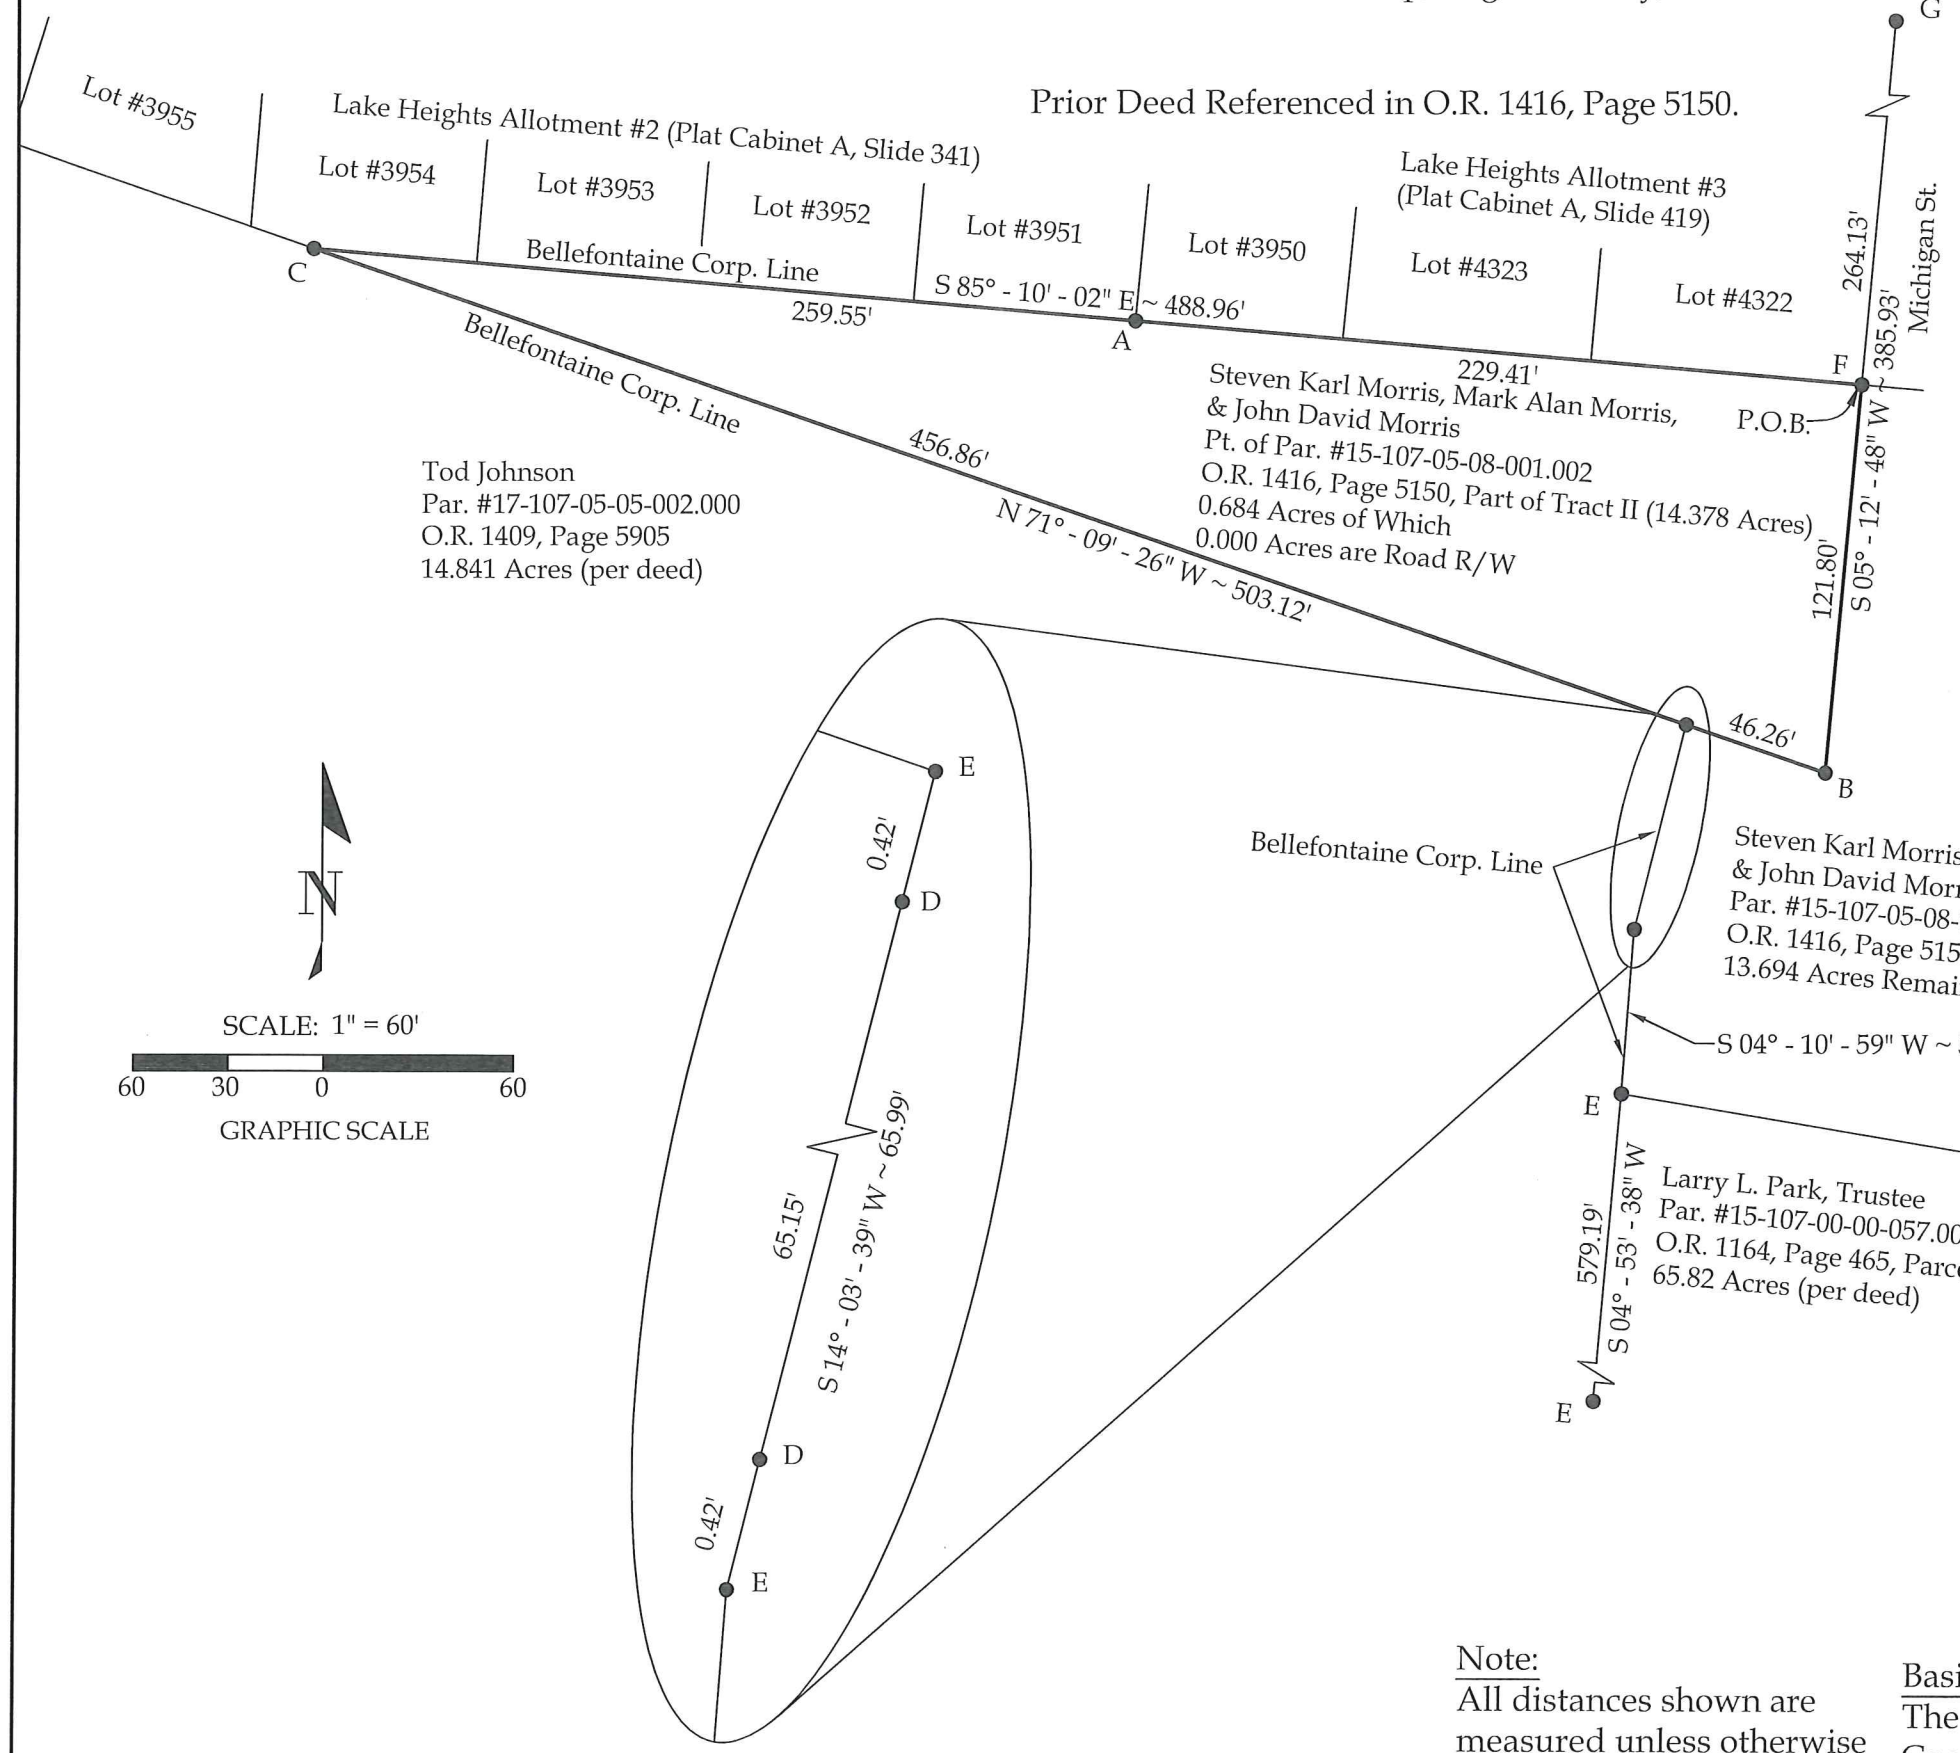 G
Prior Deed Referenced in O.R. 1416, Page 5150.
Lot #3955
Lake Heights Allotment #2 (Plat Cabinet A, Slide 341)
Lot #3954
Lot #3953
Lot #3952
Lot #3951
Lot #3950
Lake Heights Allotment #3
(Plat Cabinet A, Slide 419)
Lot #4323
Lot #4322
264.13'
Michigan St.
C
Bellefontaine Corp. Line
259.55'
S 85° - 10' - 02" E ~ 488.96'
A
229.41'
F
P.O.B.
S 05° - 12' - 48" W ~ 385.93'
121.80'
Bellefontaine Corp. Line
456.86'
N 71° - 09' - 26" W ~ 503.12'
Steven Karl Morris, Mark Alan Morris,
& John David Morris
Pt. of Par. #15-107-05-08-001.002
O.R. 1416, Page 5150, Part of Tract II (14.378 Acres)
0.684 Acres of Which
0.000 Acres are Road R/W
Tod Johnson
Par. #17-107-05-05-002.000
O.R. 1409, Page 5905
14.841 Acres (per deed)
46.26'
B
E
0.42'
D
65.15'
S 14° - 03' - 39" W ~ 65.99'
D
0.42'
E
N
SCALE: 1" = 60'
60 30 0 60
GRAPHIC SCALE
Bellefontaine Corp. Line
Steven Karl Morris
& John David Morr
Par. #15-107-05-08-
O.R. 1416, Page 515
13.694 Acres Remai
S 04° - 10' - 59" W ~
E
579.19'
S 04° - 53' - 38" W
Larry L. Park, Trustee
Par. #15-107-00-00-057.00
O.R. 1164, Page 465, Parce
65.82 Acres (per deed)
E
Note:
All distances shown are
measured unless otherwise
Basi
The